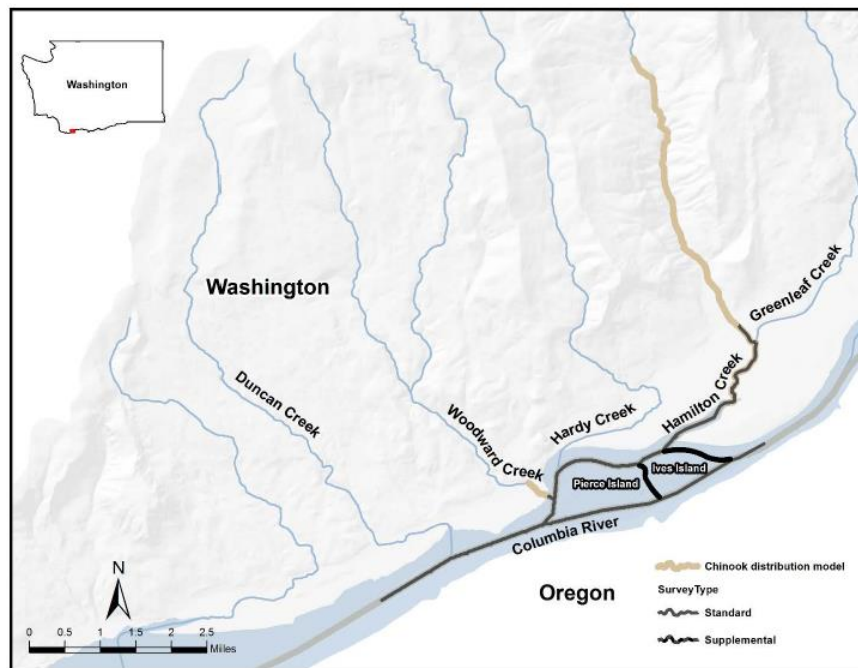 Washington
Washington
Greenleaf Creek
Duncan Creek
Woodward Creek
Hardy Creek
Hamilton Creek
Pierce Island
Ives Island
Columbia River
Oregon
N
0 0.5 1 1.5 2 2.5
Miles
Chinook distribution model
SurveyType
Standard
Supplemental